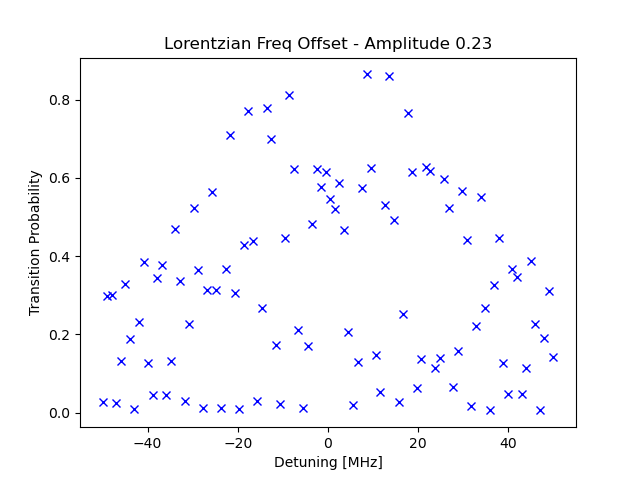 Lorentzian Freq Offset - Amplitude 0.23
Transition Probability
0.8
0.6
0.4
0.2
0.0
−40 −20 0 20 40
Detuning [MHz]